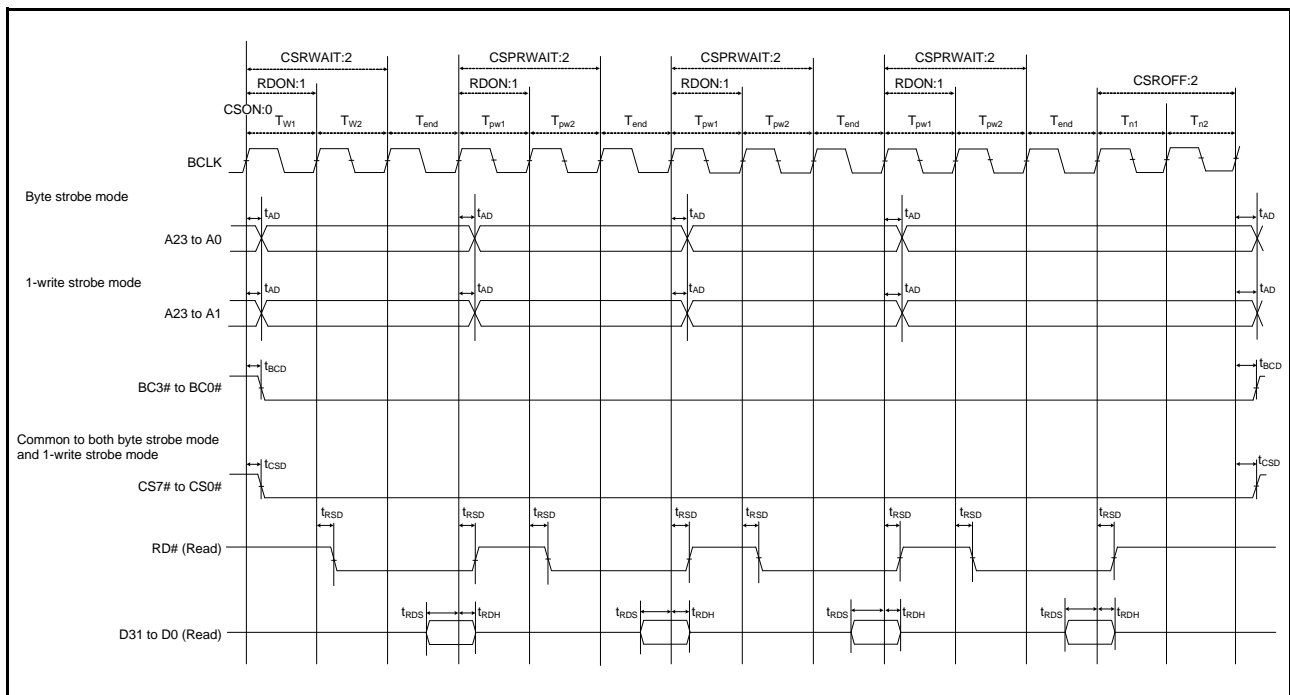 CSRWAIT:2 CSPRWAIT:2 CSPRWAIT:2 CSPRWAIT:2
RDON:1 RDON:1 RDON:1 RDON:1 CSROFF:2
CSON:0
TW1 TW2 Tend Tpw1 Tpw2 Tend Tpw1 Tpw2 Tend Tpw1 Tpw2 Tend Tn1 Tn2
BCLK
Byte strobe mode
tAD tAD tAD tAD tAD
A23 to A0
1-write strobe mode
tAD tAD tAD tAD tAD
A23 to A1
tBCD tBCD
BC3# to BC0#
Common to both byte strobe mode
and 1-write strobe mode
tCSD tCSD
CS7# to CS0#
tRSD tRSD tRSD tRSD tRSD tRSD tRSD tRSD
RD# (Read)
tRDS tRDH tRDS tRDH tRDS tRDH tRDS tRDH
D31 to D0 (Read)